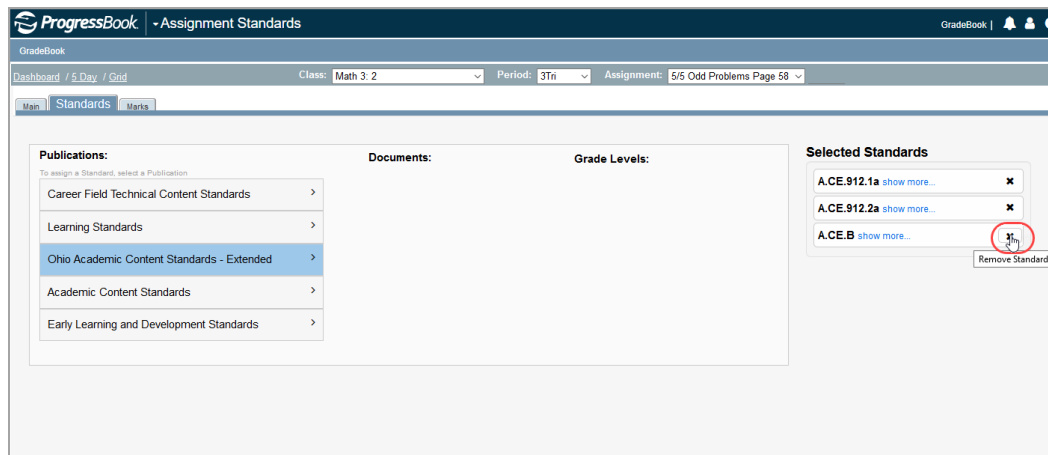 ProgressBook. Assignment Standards GradeBook |
GradeBook
Dashboard / 5 Day / Grid Class: Math 3: 2 Period: 3Tri Assignment: 5/5 Odd Problems Page 58
Main Standards Marks
Publications: Documents: Grade Levels: Selected Standards
To assign a Standard, select a Publication
Career Field Technical Content Standards >
A.CE.912.1a show more...
A.CE.912.2a show more...
Learning Standards >
A.CE.B show more...
Ohio Academic Content Standards - Extended >
Remove Standard
Academic Content Standards >
Early Learning and Development Standards >